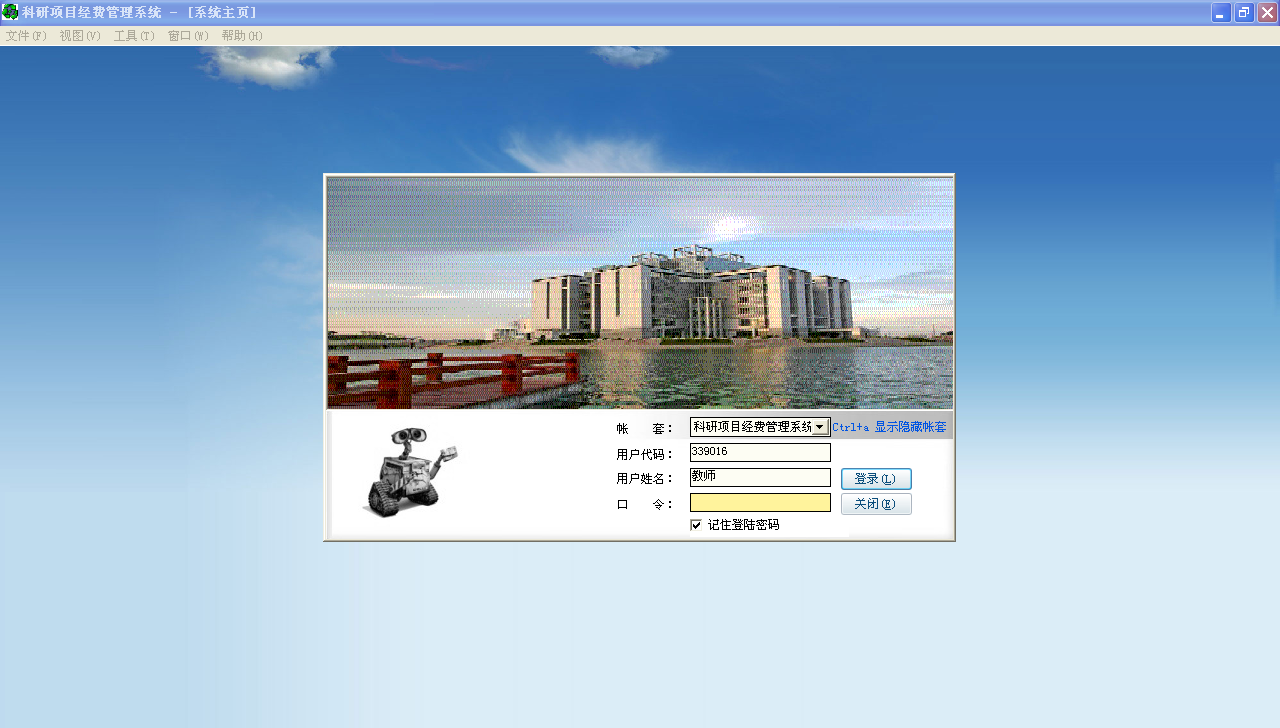 科研项目经费管理系统 - [系统主页]
文件(F) 视图(V) 工具(T) 窗口(W) 帮助(H)
帐 套： 科研项目经费管理系统 Ctrl+a 显示隐藏帐套
用户代码： 339016
用户姓名： 教师 登录(L)
口 令： 关闭(E)
记住登陆密码